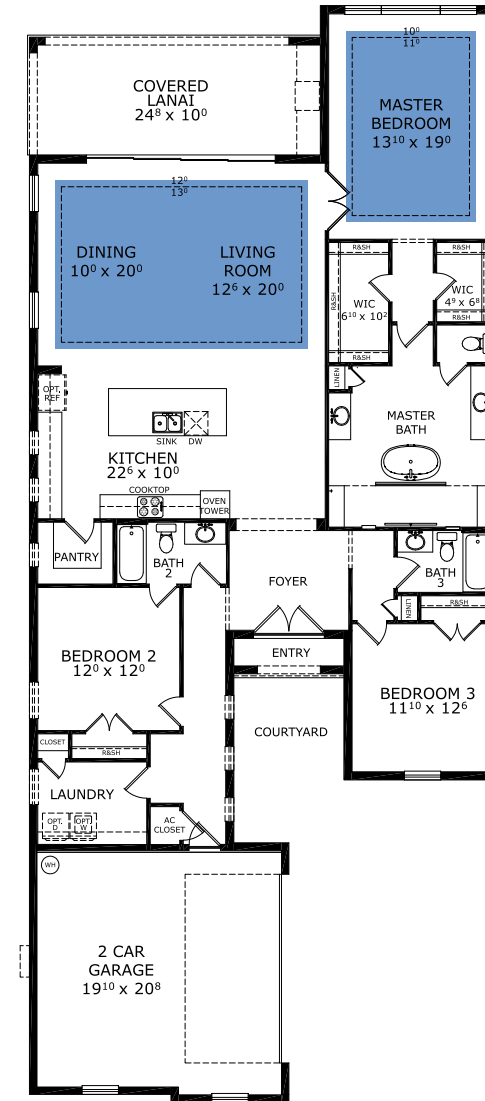 COVERED
LANAI
24⁸ x 10⁰
10⁰
11⁰
MASTER
BEDROOM
13¹⁰ x 19⁰
12⁰
13⁰
DINING
10⁰ x 20⁰
LIVING
ROOM
12⁶ x 20⁰
R&SH
R&SH
WIC
6¹⁰ x 10²
R&SH
R&SH
WIC
4⁹ x 6⁸
R&SH
OPT.
REF
LINEN
MASTER
BATH
SINK
DW
KITCHEN
22⁶ x 10⁰
COOKTOP
OVEN
TOWER
PANTRY
BATH
2
FOYER
BATH
3
LINEN
R&SH
ENTRY
BEDROOM 2
12⁰ x 12⁰
BEDROOM 3
11¹⁰ x 12⁶
COURTYARD
CLOSET
R&SH
LAUNDRY
OPT.
D
OPT.
W
AC
CLOSET
WH
2 CAR
GARAGE
19¹⁰ x 20⁸